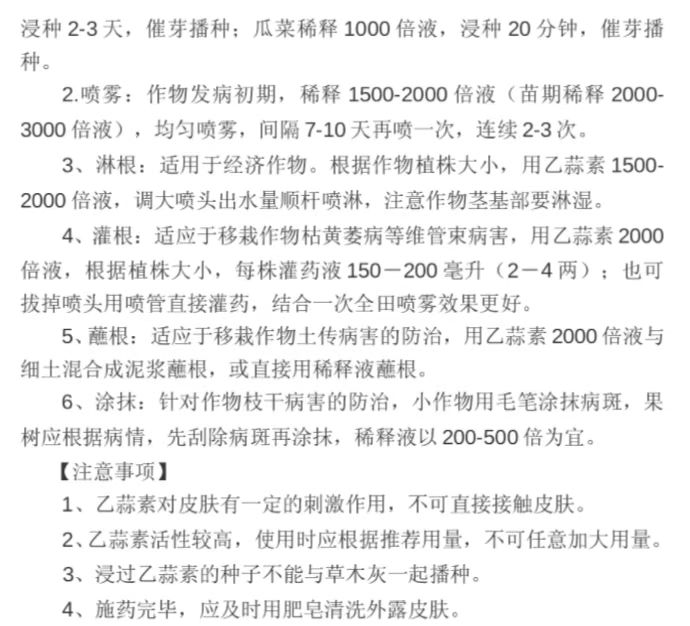 浸种 2-3 天，催芽播种；瓜菜稀释 1000 倍液，浸种 20 分钟，催芽播
种。
2.喷雾：作物发病初期，稀释 1500-2000 倍液（苗期稀释 2000-
3000 倍液），均匀喷雾，间隔 7-10 天再喷一次，连续 2-3 次。
3、淋根：适用于经济作物。根据作物植株大小，用乙蒜素 1500-
2000 倍液，调大喷头出水量顺杆喷淋，注意作物茎基部要淋湿。
4、灌根：适应于移栽作物枯黄萎病等维管束病害，用乙蒜素 2000
倍液，根据植株大小，每株灌药液 150－200 毫升（2－4 两）；也可
拔掉喷头用喷管直接灌药，结合一次全田喷雾效果更好。
5、蘸根：适应于移栽作物土传病害的防治，用乙蒜素 2000 倍液与
细土混合成泥浆蘸根，或直接用稀释液蘸根。
6、涂抹：针对作物枝干病害的防治，小作物用毛笔涂抹病斑，果
树应根据病情，先刮除病斑再涂抹，稀释液以 200-500 倍为宜。
【注意事项】
1、乙蒜素对皮肤有一定的刺激作用，不可直接接触皮肤。
2、乙蒜素活性较高，使用时应根据推荐用量，不可任意加大用量。
3、浸过乙蒜素的种子不能与草木灰一起播种。
4、施药完毕，应及时用肥皂清洗外露皮肤。